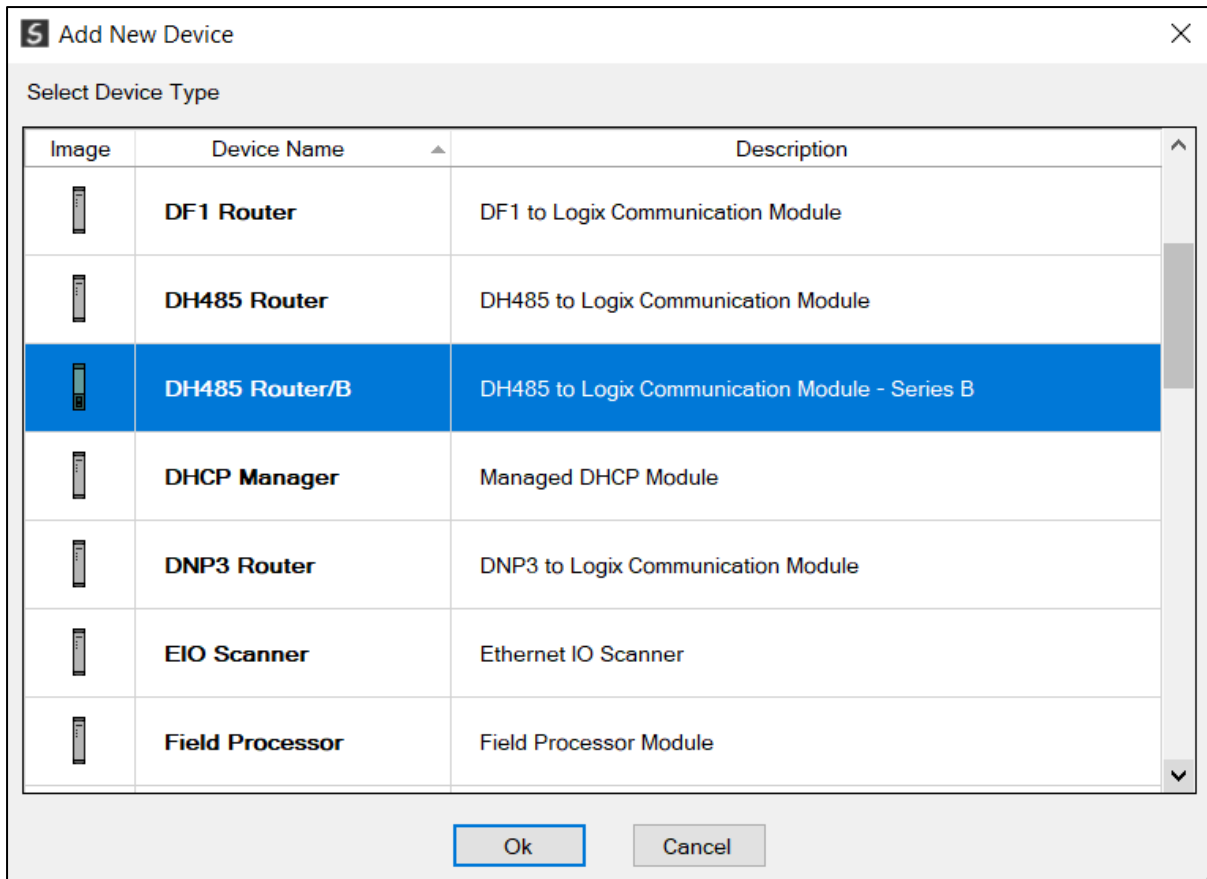 S Add New Device
Select Device Type
Image Device Name Description
DF1 Router DF1 to Logix Communication Module
DH485 Router DH485 to Logix Communication Module
DH485 Router/B DH485 to Logix Communication Module - Series B
DHCP Manager Managed DHCP Module
DNP3 Router DNP3 to Logix Communication Module
EIO Scanner Ethernet IO Scanner
Field Processor Field Processor Module
Ok Cancel